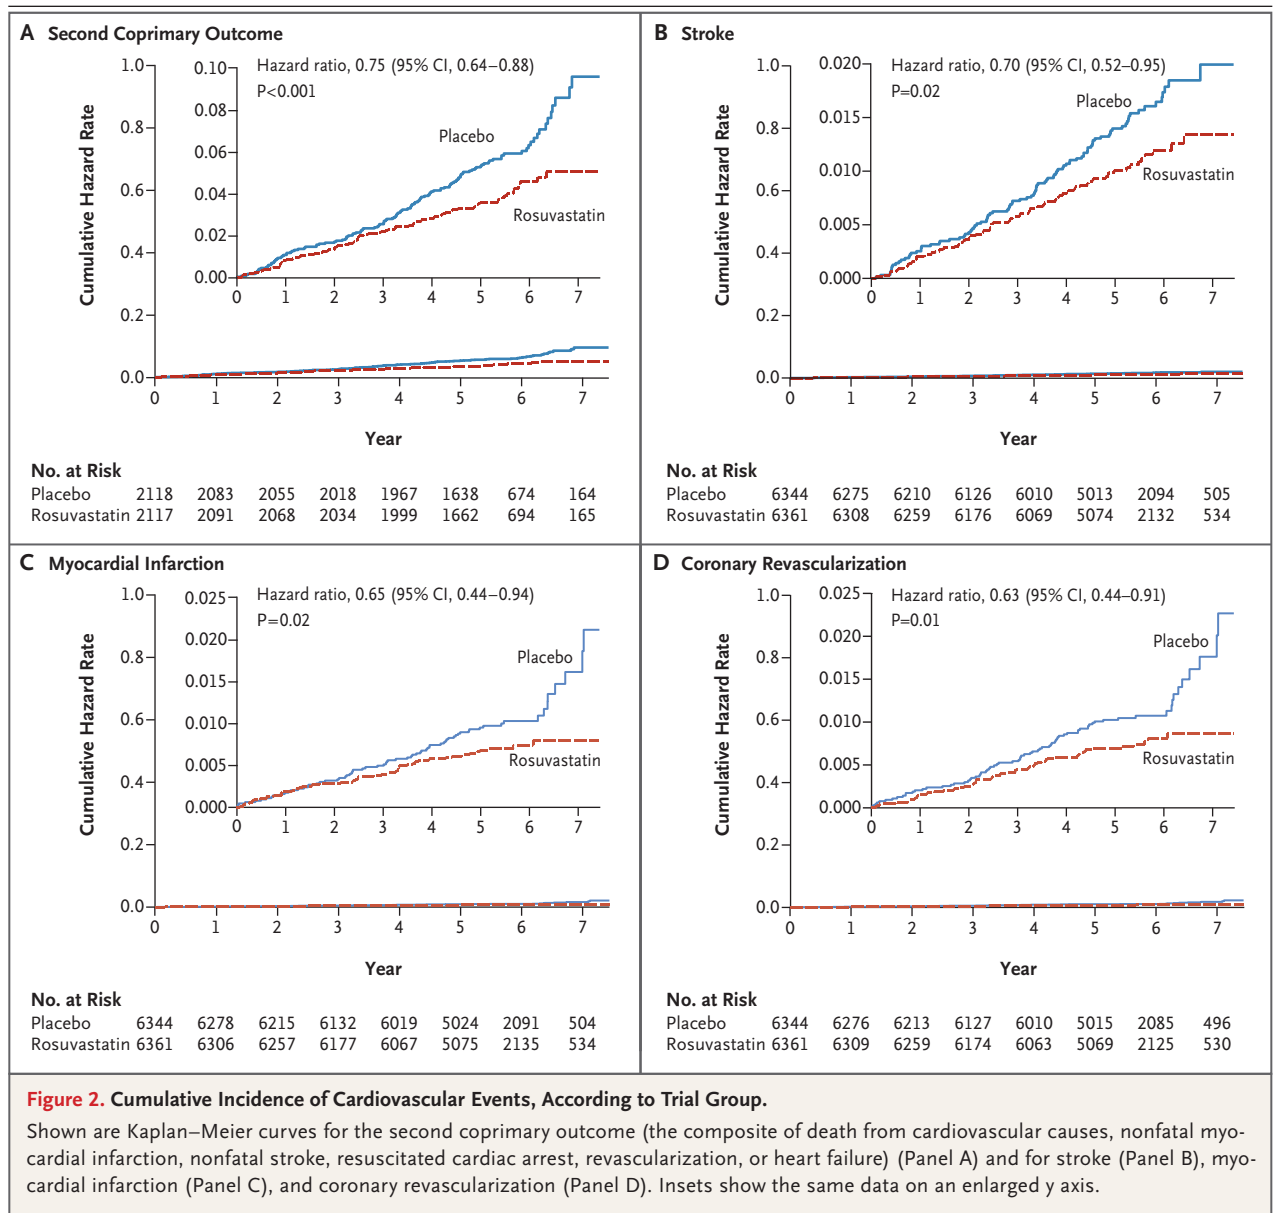 A Second Coprimary Outcome
Cumulative Hazard Rate
1.0
0.8
0.6
0.4
0.2
0.0
0.10
0.08
0.06
0.04
0.02
0.00
Hazard ratio, 0.75 (95% CI, 0.64–0.88)
P<0.001
Placebo
Rosuvastatin
0 1 2 3 4 5 6 7
0 1 2 3 4 5 6 7
Year
No. at Risk
Placebo 2118 2083 2055 2018 1967 1638 674 164
Rosuvastatin 2117 2091 2068 2034 1999 1662 694 165
B Stroke
Cumulative Hazard Rate
1.0
0.8
0.6
0.4
0.2
0.0
0.020
0.015
0.010
0.005
0.000
Hazard ratio, 0.70 (95% CI, 0.52–0.95)
P=0.02
Placebo
Rosuvastatin
0 1 2 3 4 5 6 7
0 1 2 3 4 5 6 7
Year
No. at Risk
Placebo 6344 6275 6210 6126 6010 5013 2094 505
Rosuvastatin 6361 6308 6259 6176 6069 5074 2132 534
C Myocardial Infarction
Cumulative Hazard Rate
1.0
0.8
0.6
0.4
0.2
0.0
0.025
0.020
0.015
0.010
0.005
0.000
Hazard ratio, 0.65 (95% CI, 0.44–0.94)
P=0.02
Placebo
Rosuvastatin
0 1 2 3 4 5 6 7
0 1 2 3 4 5 6 7
Year
No. at Risk
Placebo 6344 6278 6215 6132 6019 5024 2091 504
Rosuvastatin 6361 6306 6257 6177 6067 5075 2135 534
D Coronary Revascularization
Cumulative Hazard Rate
1.0
0.8
0.6
0.4
0.2
0.0
0.025
0.020
0.015
0.010
0.005
0.000
Hazard ratio, 0.63 (95% CI, 0.44–0.91)
P=0.01
Placebo
Rosuvastatin
0 1 2 3 4 5 6 7
0 1 2 3 4 5 6 7
Year
No. at Risk
Placebo 6344 6276 6213 6127 6010 5015 2085 496
Rosuvastatin 6361 6309 6259 6174 6063 5069 2125 530
Figure 2. Cumulative Incidence of Cardiovascular Events, According to Trial Group.
Shown are Kaplan–Meier curves for the second coprimary outcome (the composite of death from cardiovascular causes, nonfatal myo-
cardial infarction, nonfatal stroke, resuscitated cardiac arrest, revascularization, or heart failure) (Panel A) and for stroke (Panel B), myo-
cardial infarction (Panel C), and coronary revascularization (Panel D). Insets show the same data on an enlarged y axis.